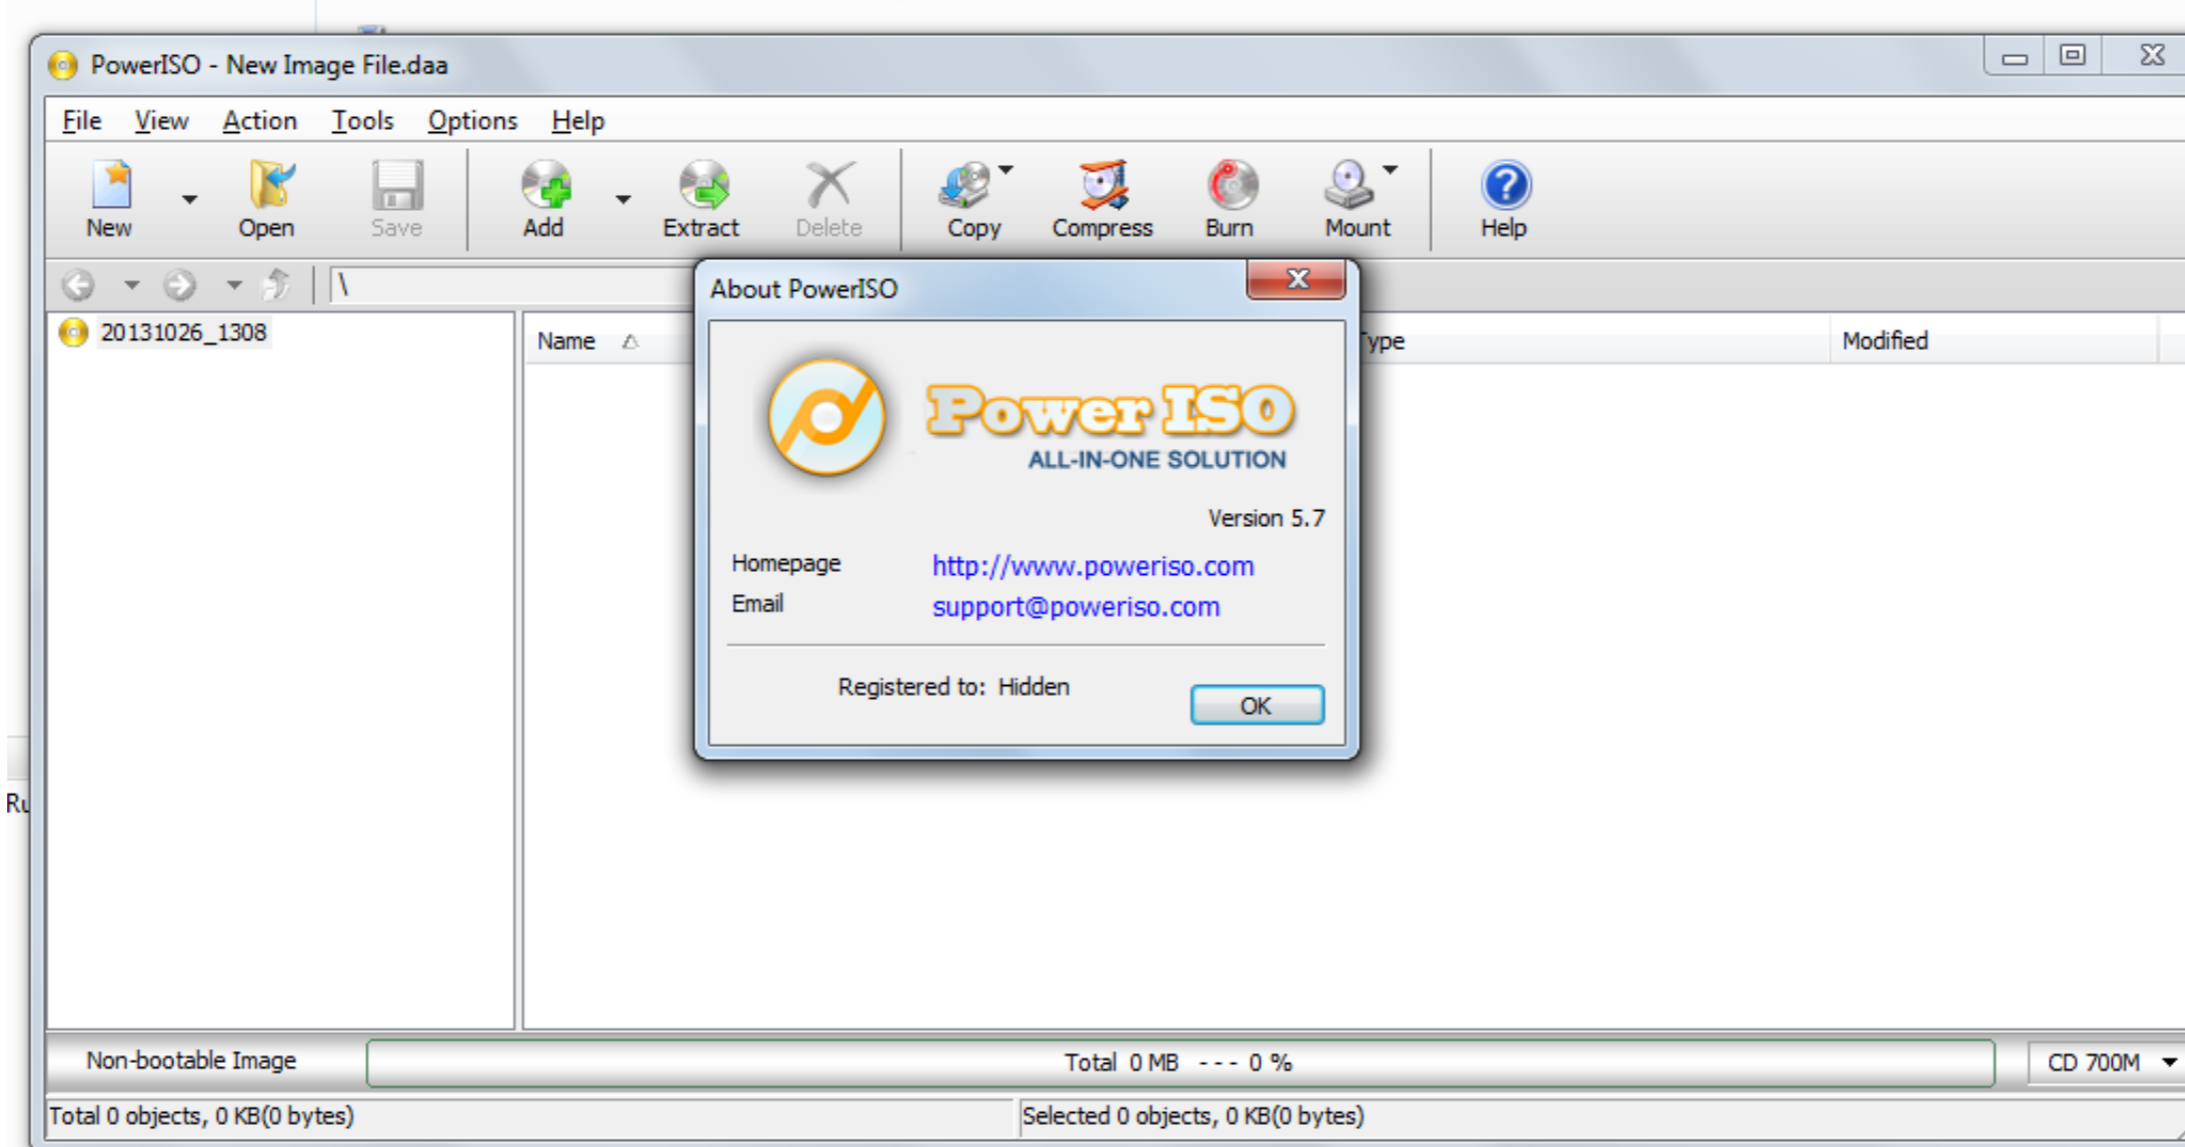 PowerISO - New Image File.daa
File View Action Tools Options Help
New Open Save Add Extract Delete Copy Compress Burn Mount Help
\
About PowerISO
20131026_1308
Name
Type
Modified
Power ISO
ALL-IN-ONE SOLUTION
Version 5.7
Homepage http://www.poweriso.com
Email support@poweriso.com
Registered to: Hidden
OK
Ru
Non-bootable Image
Total 0 MB --- 0 %
CD 700M
Total 0 objects, 0 KB(0 bytes)
Selected 0 objects, 0 KB(0 bytes)